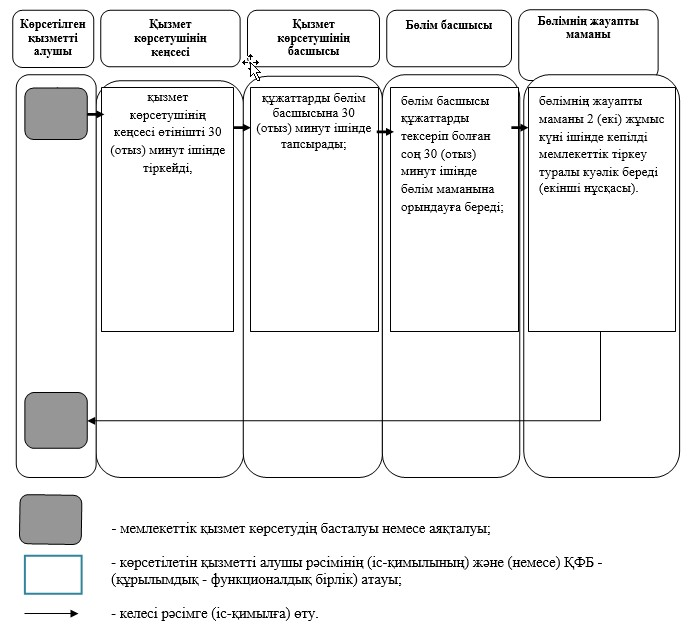 Көрсетілген
қызметті
алушы
Қызмет
көрсетушінің
кеңсесі
Қызмет
көрсетушінің
басшысы
Бөлім басшысы
Бөлімнің жауапты
маманы
қызмет
көрсетушінің
кеңсесі өтінішті 30
(отыз) минут ішінде
тіркейді,
құжаттарды бөлім
басшысына 30
(отыз) минут ішінде
тапсырады;
бөлім басшысы
құжаттарды
тексеріп болған
соң 30 (отыз)
минут ішінде
бөлім маманына
орындауға береді;
бөлімнің жауапты
маманы 2 (екі) жұмыс
күні ішінде кепілді
мемлекеттік тіркеу
туралы куәлік береді
(екінші нұсқасы).
- мемлекеттік қызмет көрсетудің басталуы немесе аяқталуы;
- көрсетілетін қызметті алушы рәсімінің (іс-қимылының) және (немесе) ҚФБ -
(құрылымдық - функционалдық бірлік) атауы;
- келесі рәсімге (іс-қимылға) өту.